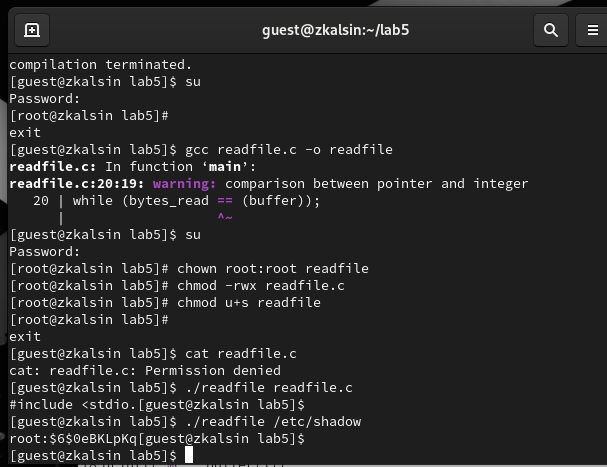 guest@zkalsin:~/lab5
compilation terminated.
[guest@zkalsin lab5]$ su
Password:
[root@zkalsin lab5]#
exit
[guest@zkalsin lab5]$ gcc readfile.c -o readfile
readfile.c: In function ‘main’:
readfile.c:20:19: warning: comparison between pointer and integer
   20 | while (bytes_read == (buffer));
      |                   ^~
[guest@zkalsin lab5]$ su
Password:
[root@zkalsin lab5]# chown root:root readfile
[root@zkalsin lab5]# chmod -rwx readfile.c
[root@zkalsin lab5]# chmod u+s readfile
[root@zkalsin lab5]#
exit
[guest@zkalsin lab5]$ cat readfile.c
cat: readfile.c: Permission denied
[guest@zkalsin lab5]$ ./readfile readfile.c
#include <stdio.[guest@zkalsin lab5]$
[guest@zkalsin lab5]$ ./readfile /etc/shadow
root:$6$0eBKLpKq[guest@zkalsin lab5]$
[guest@zkalsin lab5]$